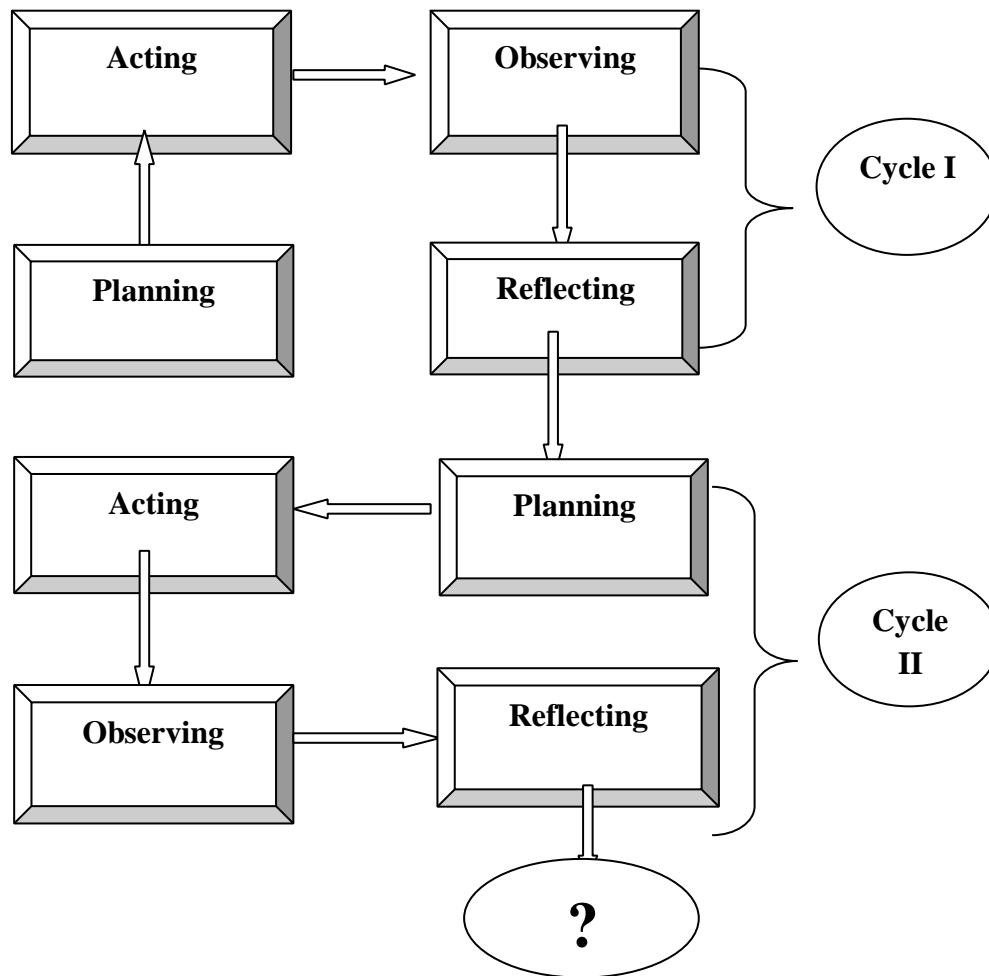 Acting
Observing
Cycle I
Planning
Reflecting
Acting
Planning
Cycle
II
Observing
Reflecting
?